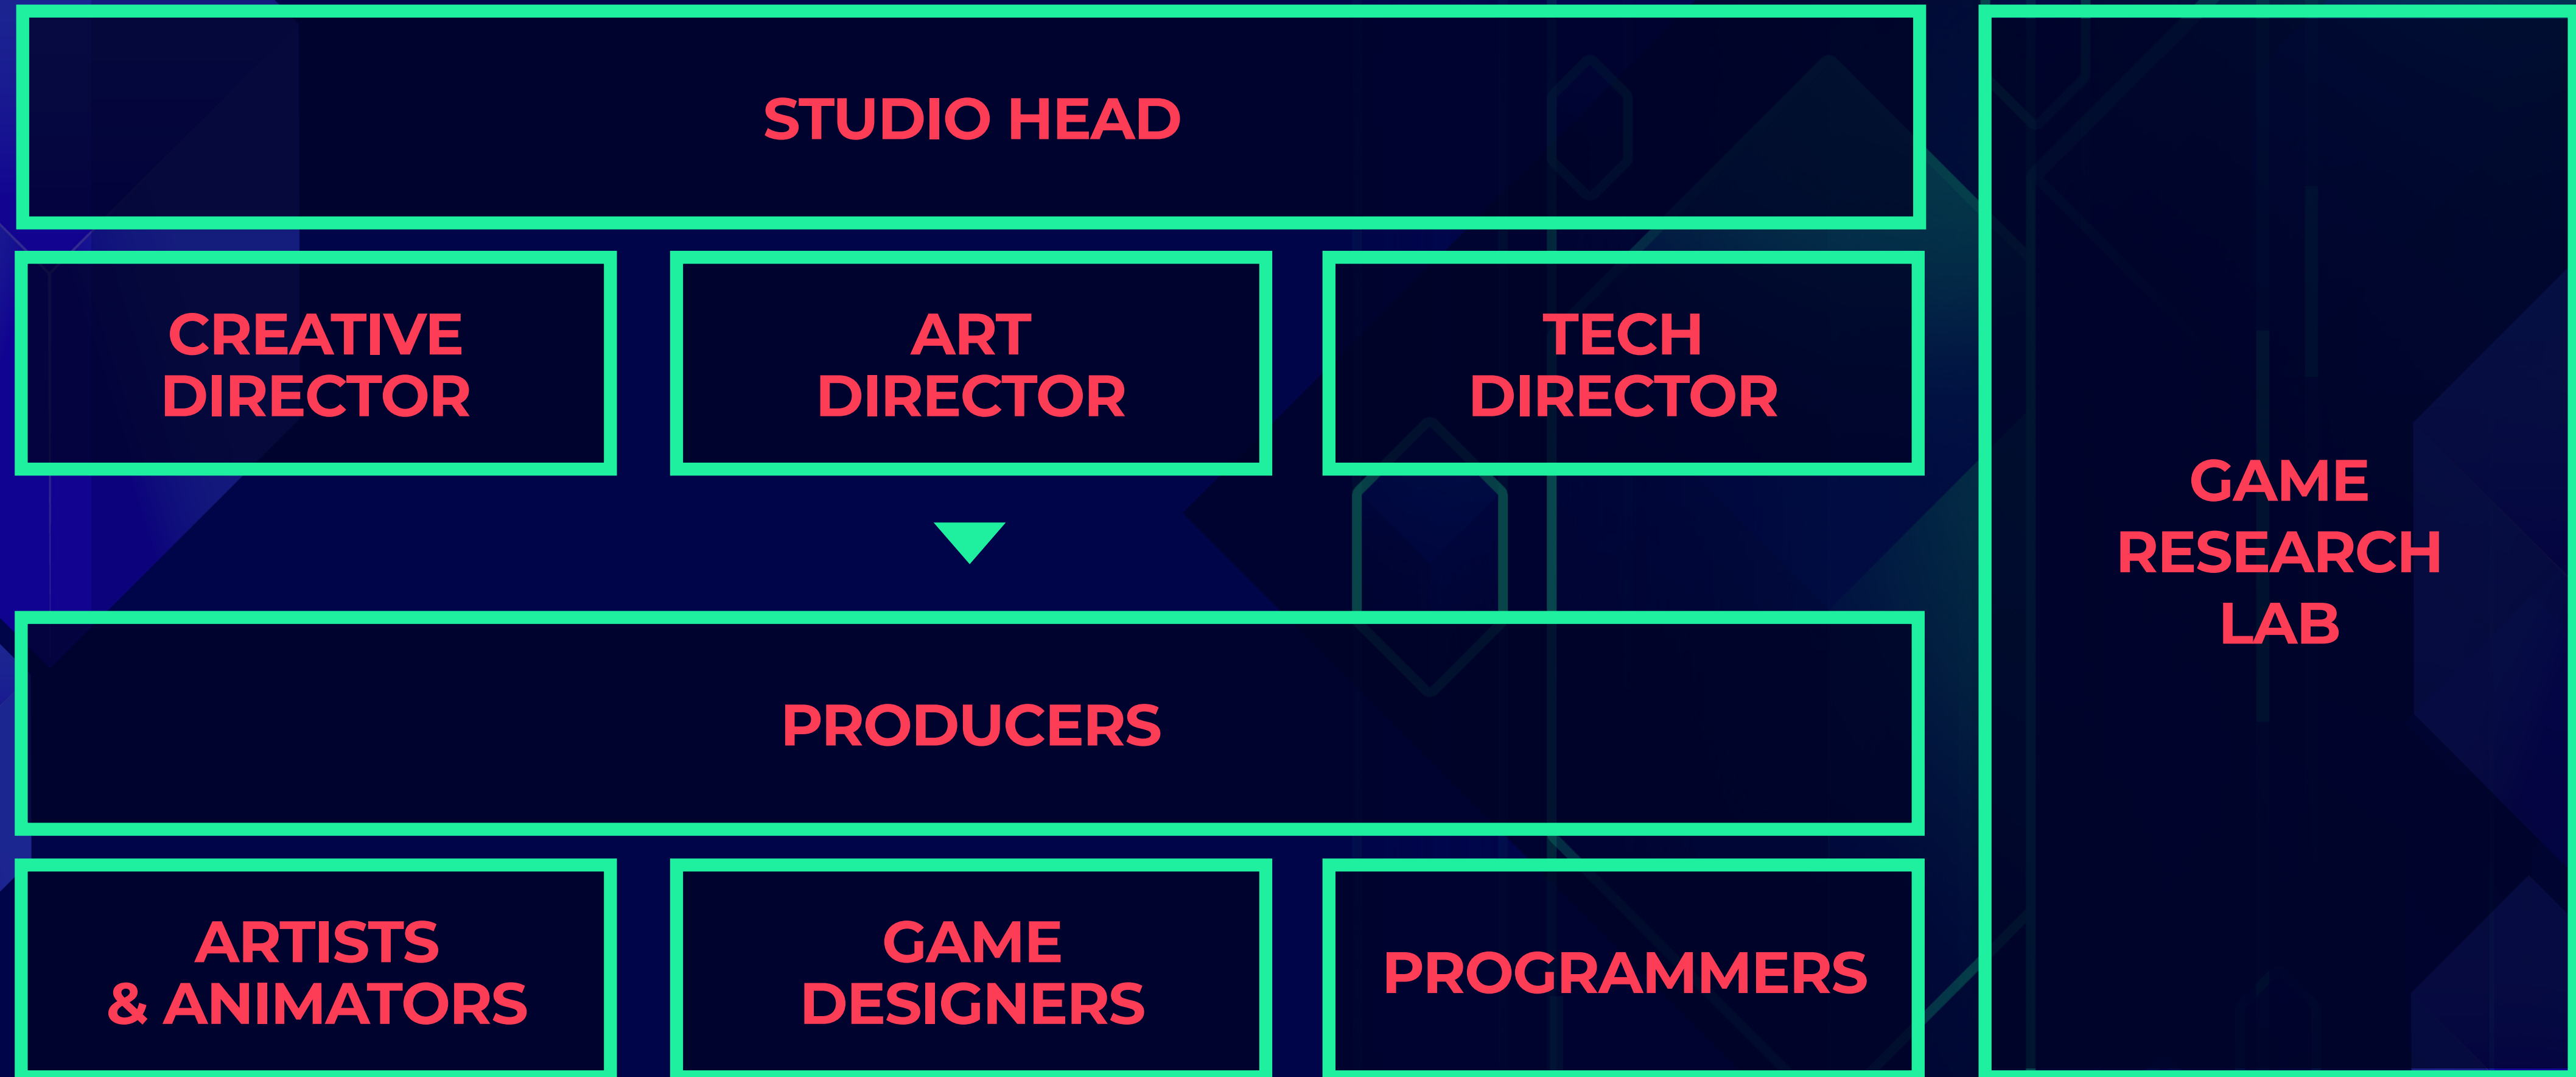 STUDIO HEAD
CREATIVE
DIRECTOR
ART
DIRECTOR
TECH
DIRECTOR
GAME
RESEARCH
LAB
PRODUCERS
ARTISTS
& ANIMATORS
GAME
DESIGNERS
PROGRAMMERS